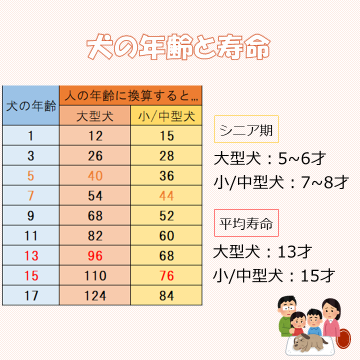 犬の年齢と寿命
犬の年齢 人の年齢に換算すると...
大型犬 小/中型犬
1 12 15
3 26 28
5 40 36
7 54 44
9 68 52
11 82 60
13 96 68
15 110 76
17 124 84
シニア期
大型犬：5~6才
小/中型犬：7~8才
平均寿命
大型犬：13才
小/中型犬：15才